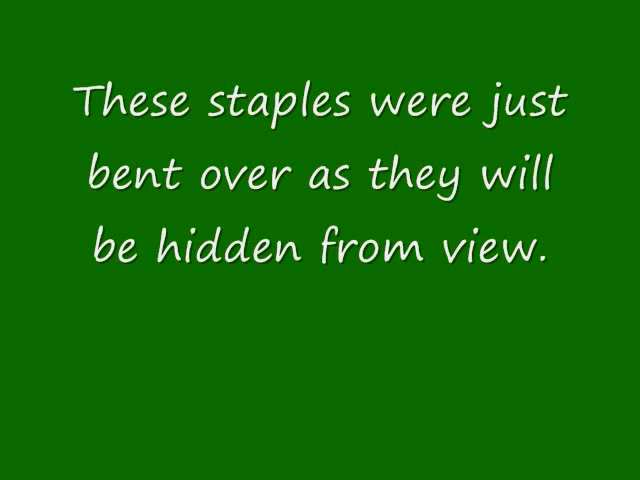 These staples were just
bent over as they will
be hidden from view.